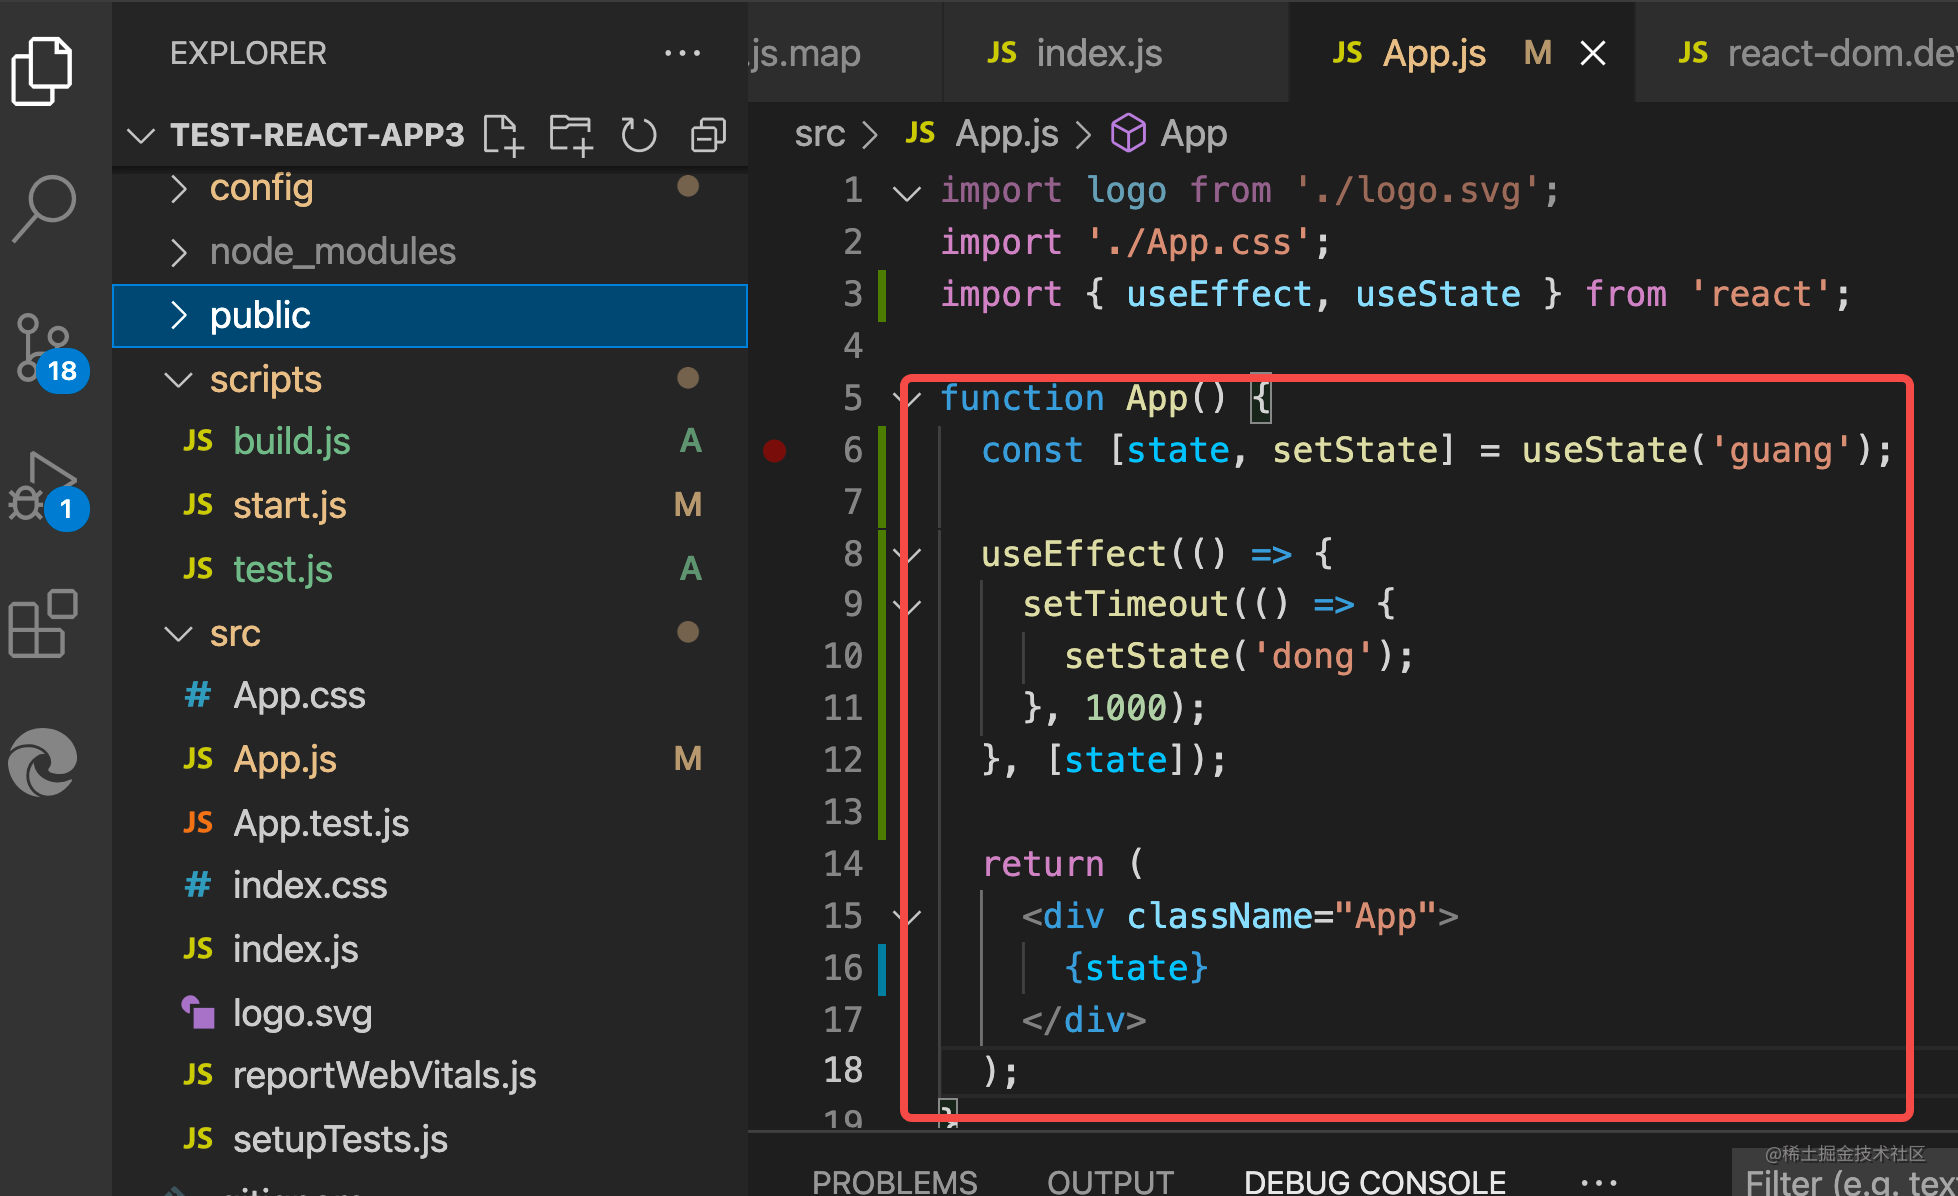 EXPLORER
TEST-REACT-APP3
config
node_modules
public
scripts
JS build.js A
JS start.js M
JS test.js A
src
# App.css
JS App.js M
JS App.test.js
# index.css
JS index.js
logo.svg
JS reportWebVitals.js
JS setupTests.js
18
1
.js.map
JS index.js
JS App.js M
JS react-dom.de
src > JS App.js > App
1 import logo from './logo.svg';
2 import './App.css';
3 import { useEffect, useState } from 'react';
4
5 function App() {
6 const [state, setState] = useState('guang');
7
8 useEffect(() => {
9 setTimeout(() => {
10 setState('dong');
11 }, 1000);
12 }, [state]);
13
14 return (
15 <div className="App">
16 {state}
17 </div>
18 );
19 }
PROBLEMS OUTPUT DEBUG CONSOLE ...
Filter (e.g. tex
@稀土掘金技术社区